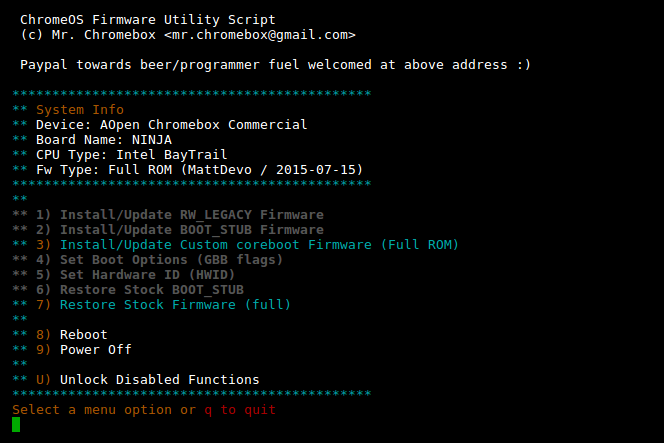 ChromeOS Firmware Utility Script
(c) Mr. Chromebox <mr.chromebox@gmail.com>
Paypal towards beer/programmer fuel welcomed at above address :)
*********************************************
** System Info
** Device: AOpen Chromebox Commercial
** Board Name: NINJA
** CPU Type: Intel BayTrail
** Fw Type: Full ROM (MattDevo / 2015-07-15)
*********************************************
**
** 1) Install/Update RW_LEGACY Firmware
** 2) Install/Update BOOT_STUB Firmware
** 3) Install/Update Custom coreboot Firmware (Full ROM)
** 4) Set Boot Options (GBB flags)
** 5) Set Hardware ID (HWID)
** 6) Restore Stock BOOT_STUB
** 7) Restore Stock Firmware (full)
**
** 8) Reboot
** 9) Power Off
**
** U) Unlock Disabled Functions
*********************************************
Select a menu option or q to quit